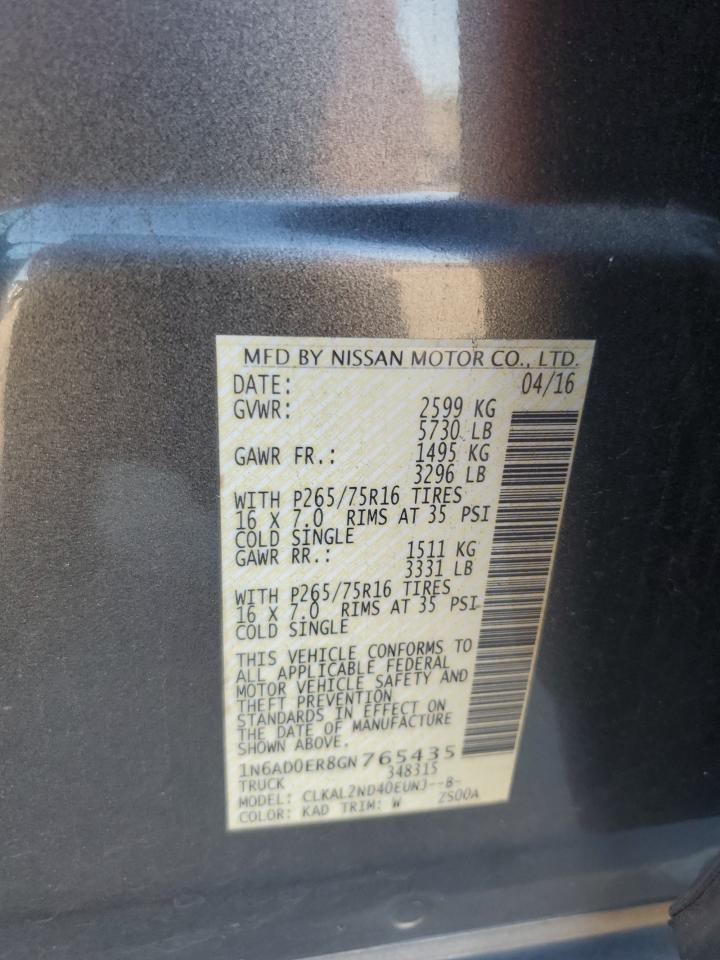 MFD BY NISSAN MOTOR CO., LTD.
DATE: 04/16
GVWR: 2599 KG
5730 LB
GAWR FR.: 1495 KG
3296 LB
WITH P265/75R16 TIRES
16 X 7.0 RIMS AT 35 PSI
COLD SINGLE
GAWR RR.: 1511 KG
3331 LB
WITH P265/75R16 TIRES
16 X 7.0 RIMS AT 35 PSI
COLD SINGLE
THIS VEHICLE CONFORMS TO
ALL APPLICABLE FEDERAL
MOTOR VEHICLE SAFETY AND
THEFT PREVENTION
STANDARDS IN EFFECT ON
THE DATE OF MANUFACTURE
SHOWN ABOVE.
1N6AD0ER8GN765435
TRUCK 348315
MODEL: CLKAL2ND40EUNJ--B-
COLOR: KAD TRIM: W ZS00A